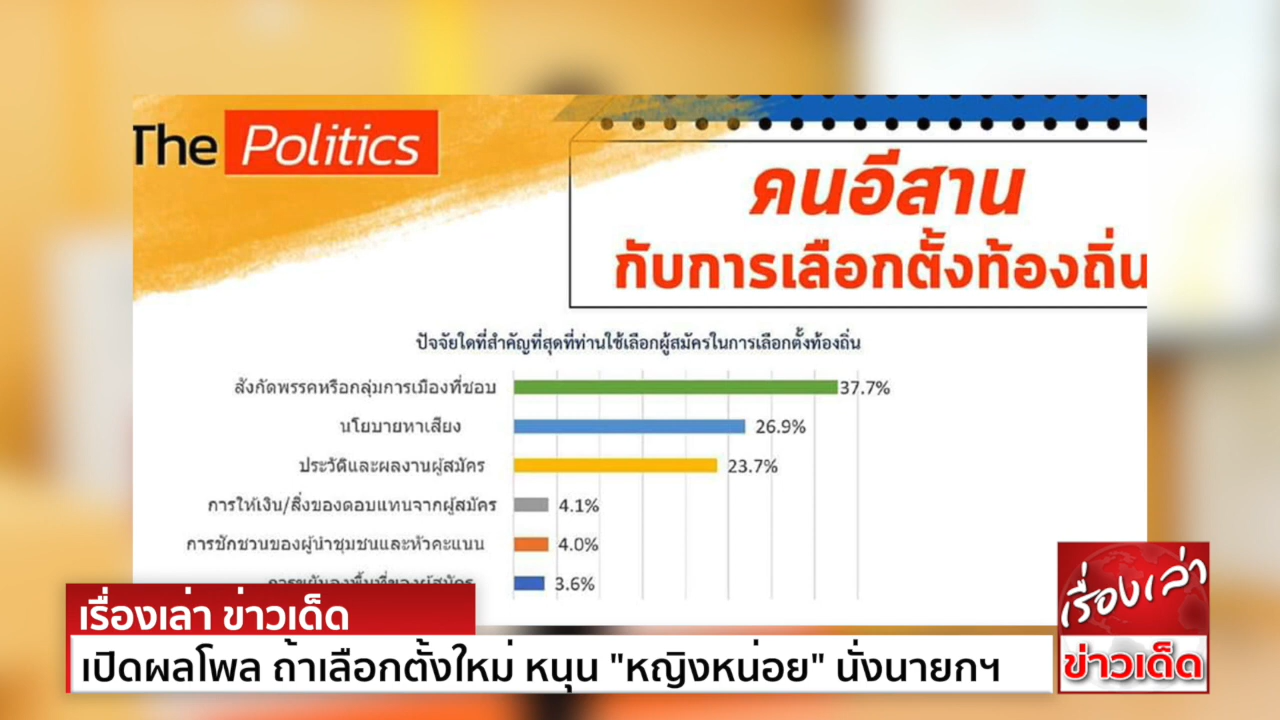 The Politics
คนอีสาน
กับการเลือกตั้งท้องถิ่น
ปัจจัยใดที่สำคัญที่สุดที่ท่านใช้เลือกผู้สมัครในการเลือกตั้งท้องถิ่น
สังกัดพรรคหรือกลุ่มการเมืองที่ชอบ 37.7%
นโยบายหาเสียง 26.9%
ประวัติและผลงานผู้สมัคร 23.7%
การให้เงิน/สิ่งของตอบแทนจากผู้สมัคร 4.1%
การชักชวนของผู้นำชุมชนและหัวคะแนน 4.0%
3.6%
เรื่องเล่า ข่าวเด็ด
เปิดผลโพล ถ้าเลือกตั้งใหม่ หนุน "หญิงหน่อย" นั่งนายกฯ
เรื่องเล่า
ข่าวเด็ด